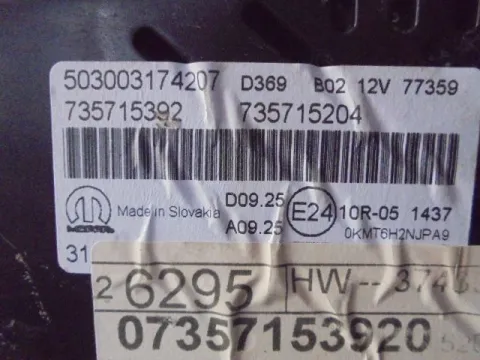 503003174207 D369 B02 12V 77359
735715392 735715204
Made in Slovakia D09.25 E24 10R-05 1437
A09.25 0KMT6H2NJPA9
31
2 6295 HW--
07357153920